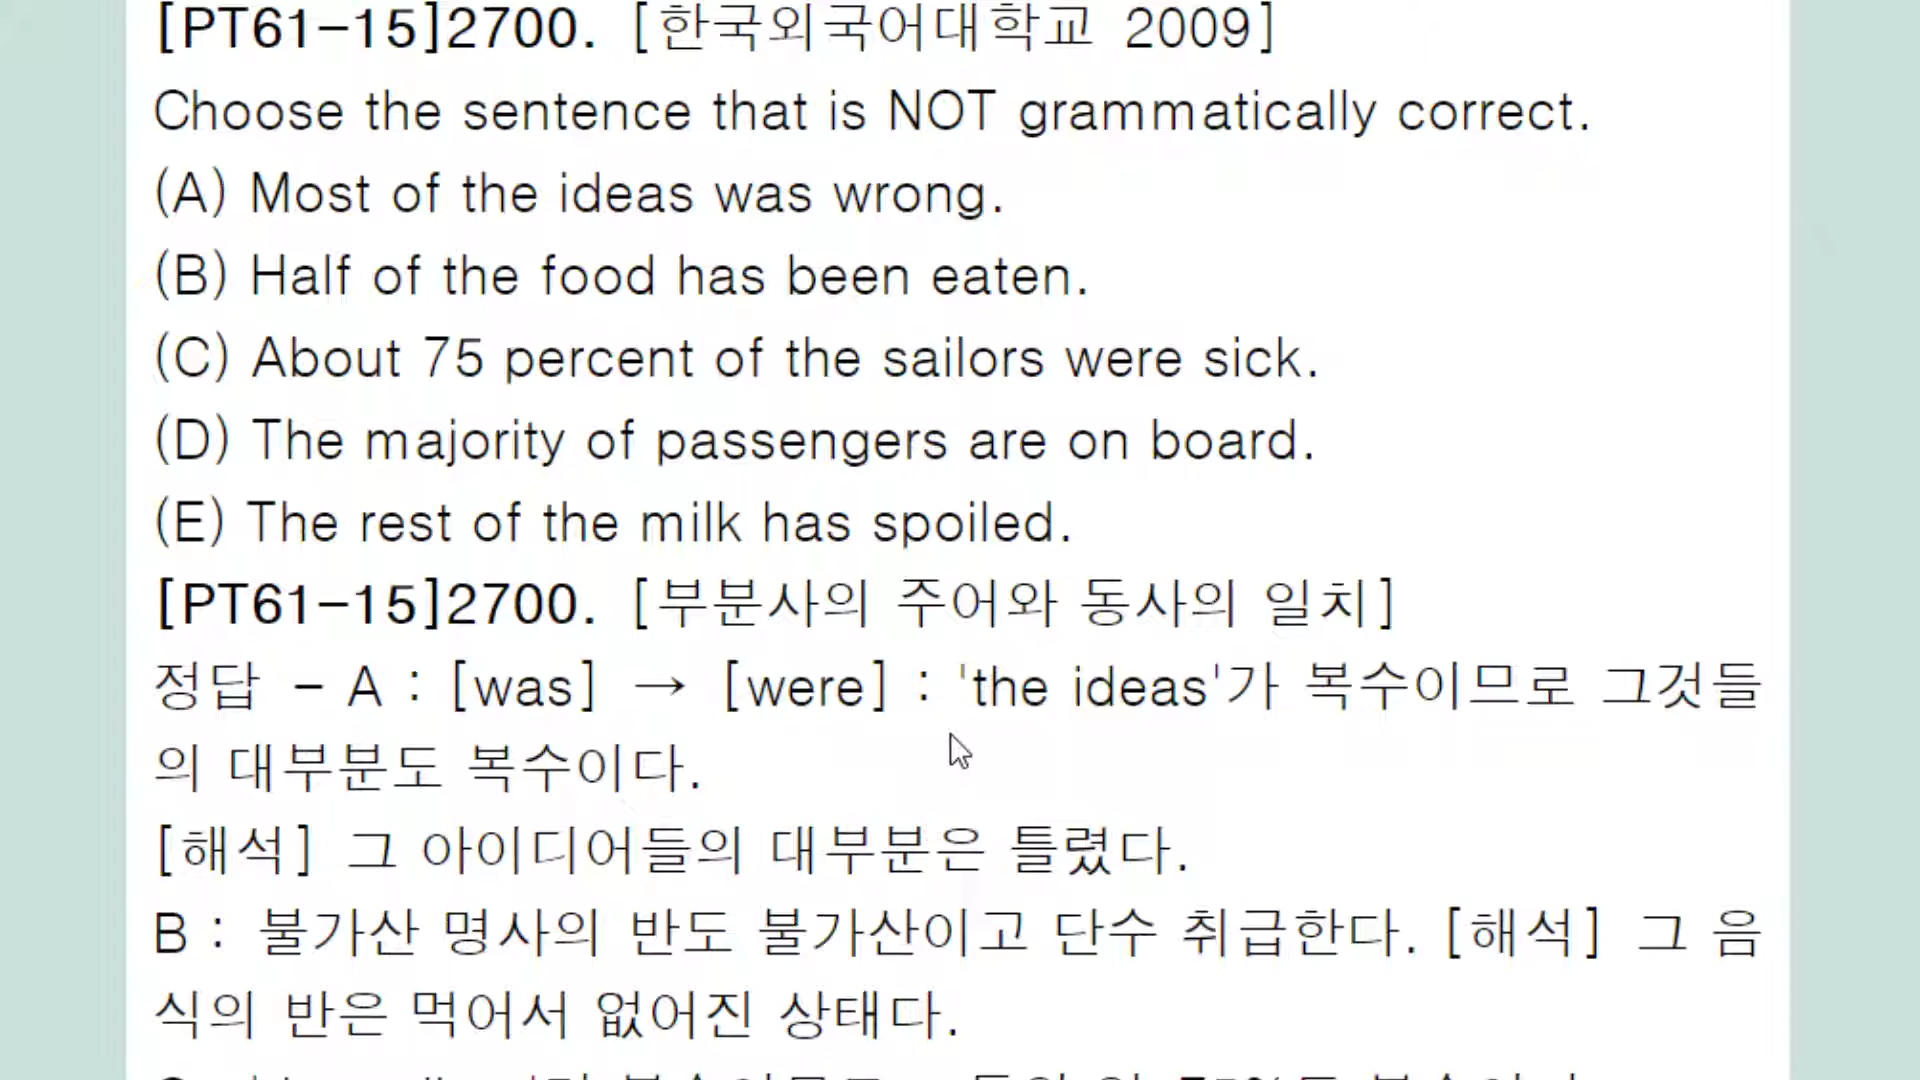 [PT61-15]2700. [한국외국어대학교 2009]
Choose the sentence that is NOT grammatically correct.
(A) Most of the ideas was wrong.
(B) Half of the food has been eaten.
(C) About 75 percent of the sailors were sick.
(D) The majority of passengers are on board.
(E) The rest of the milk has spoiled.
[PT61-15]2700. [부분사의 주어와 동사의 일치]
정답 - A : [was] → [were] : 'the ideas'가 복수이므로 그것들
의 대부분도 복수이다.
[해석] 그 아이디어들의 대부분은 틀렸다.
B : 불가산 명사의 반도 불가산이고 단수 취급한다. [해석] 그 음
식의 반은 먹어서 없어진 상태다.